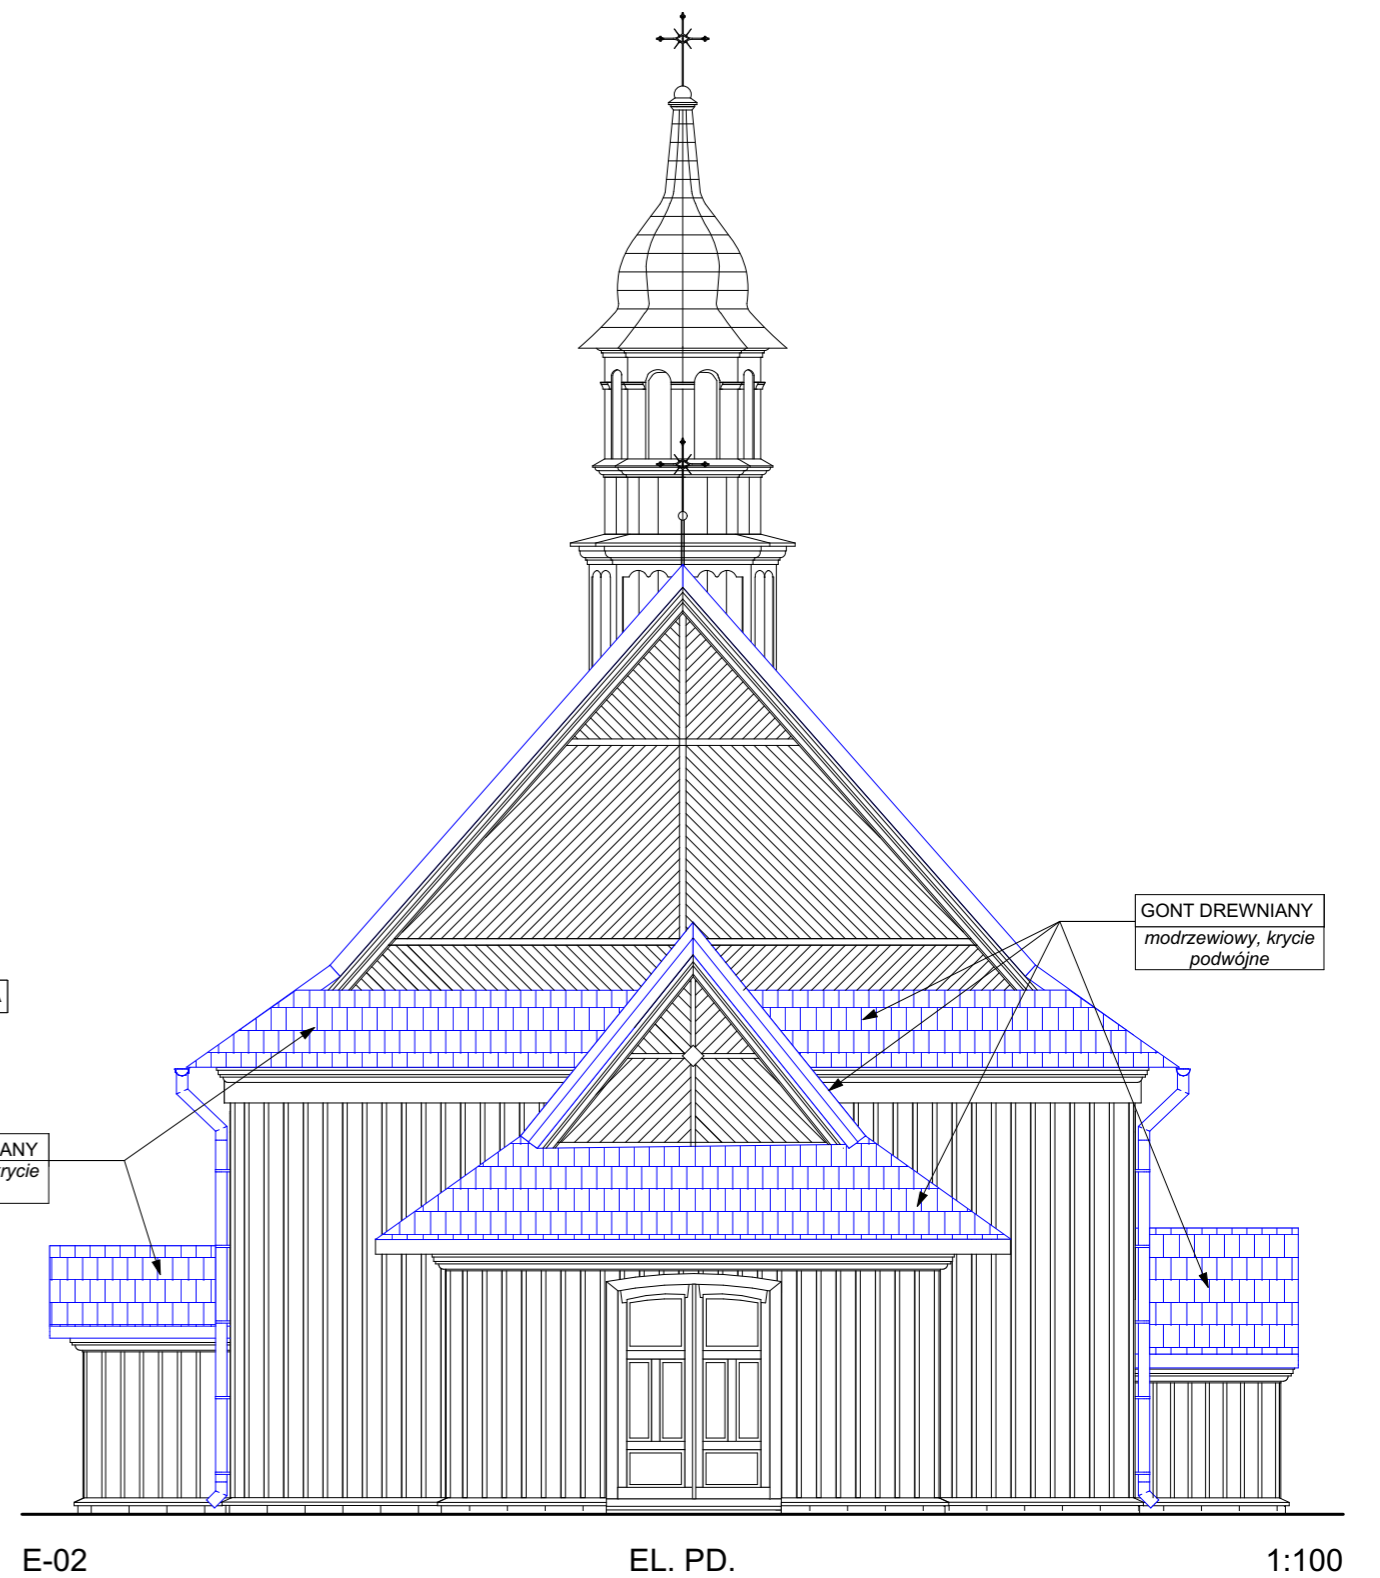 GONT DREWNIANY
modrzewiowy, krycie
podwójne
A
ANY
rycie
E-02 EL. PD. 1:100